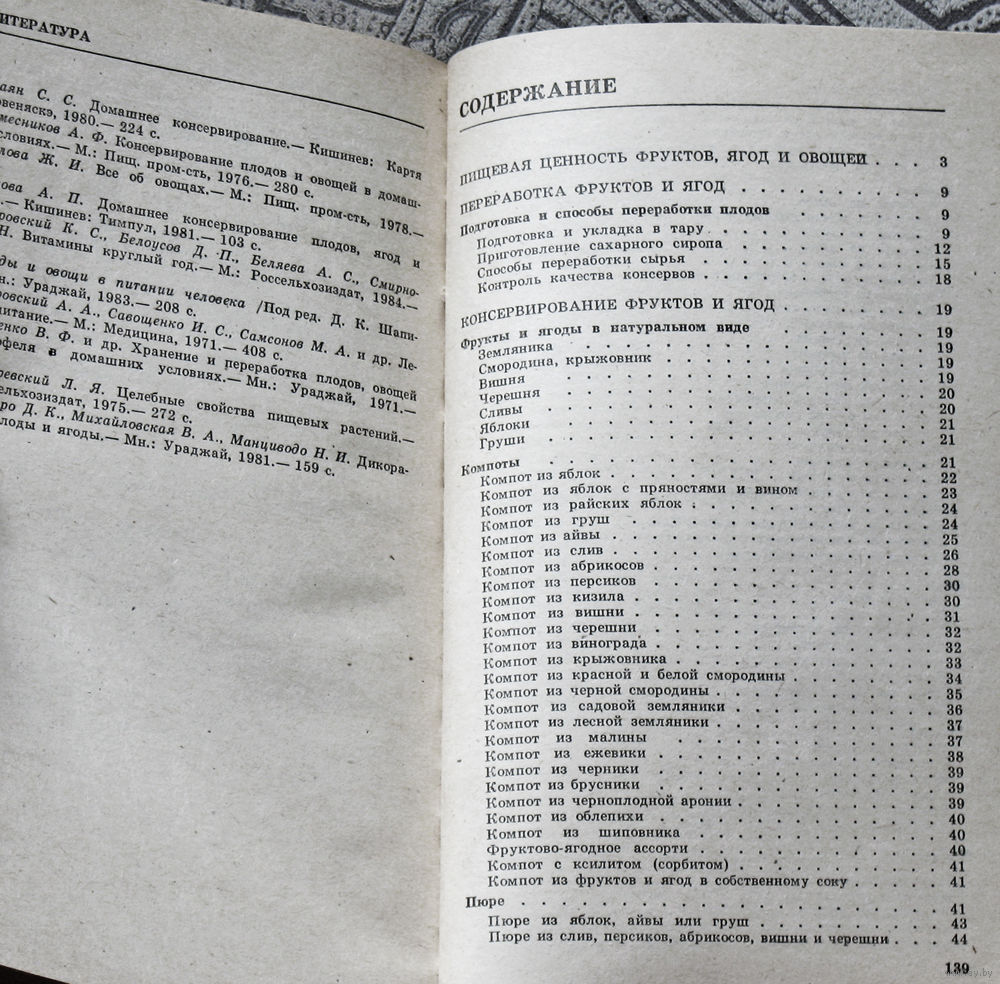 ИТЕРАТУРА
аян С. С. Домашнее консервирование.— Кишинев: Картя
овеняскэ, 1980.— 224 с.
месников А. Ф. Консервирование плодов и овощей в домаш-
словиях.— М.: Пищ. пром-сть, 1976.— 280 с.
лова Ж. И. Все об овощах.— М.: Пищ. пром-сть, 1978.—
ова А. П. Домашнее консервирование плодов, ягод и
.— Кишинев: Тимпул, 1981.— 103 с.
ровский К. С., Белоусов Д. П., Беляева А. С., Смирно-
Н. Витамины круглый год.— М.: Россельхозиздат, 1984.—
ды и овощи в питании человека /Под ред. Д. К. Шапи-
н.: Ураджай, 1983.— 208 с.
ровский А. А., Савощенко И. С., Самсонов М. А. и др. Ле-
питание.— М.: Медицина, 1971.— 408 с.
енко В. Ф. и др. Хранение и переработка плодов, овощей
офеля в домашних условиях.— Мн.: Ураджай, 1971.—
ревский Л. Я. Целебные свойства пищевых растений.—
ельхозиздат, 1975.— 272 с.
ро Д. К., Михайловская В. А., Манциводо Н. И. Дикора-
лоды и ягоды.— Мн.: Ураджай, 1981.— 159 с.
СОДЕРЖАНИЕ
ПИЩЕВАЯ ЦЕННОСТЬ ФРУКТОВ, ЯГОД И ОВОЩЕЙ . . . 3
ПЕРЕРАБОТКА ФРУКТОВ И ЯГОД . . . . . . . . . 9
Подготовка и способы переработки плодов . . . . . . . 9
Подготовка и укладка в тару . . . . . . . . . 9
Приготовление сахарного сиропа . . . . . . . . . 12
Способы переработки сырья . . . . . . . . . . 15
Контроль качества консервов . . . . . . . . . . 18
КОНСЕРВИРОВАНИЕ ФРУКТОВ И ЯГОД . . . . . . . 19
Фрукты и ягоды в натуральном виде . . . . . . . 19
Земляника . . . . . . . . . . . . . . . 19
Смородина, крыжовник . . . . . . . . . . . 19
Вишня . . . . . . . . . . . . . . . 19
Черешня . . . . . . . . . . . . . . . 20
Сливы . . . . . . . . . . . . . . . 20
Яблоки . . . . . . . . . . . . . . . 21
Груши . . . . . . . . . . . . . . . 21
Компоты . . . . . . . . . . . . . . . . 21
Компот из яблок . . . . . . . . . . . . . 22
Компот из яблок с пряностями и вином . . . . . . 23
Компот из райских яблок . . . . . . . . . . 24
Компот из груш . . . . . . . . . . . . . 24
Компот из айвы . . . . . . . . . . . . . 25
Компот из слив . . . . . . . . . . . . . 26
Компот из абрикосов . . . . . . . . . . . . 28
Компот из персиков . . . . . . . . . . . . 30
Компот из кизила . . . . . . . . . . . . . 30
Компот из вишни . . . . . . . . . . . . . 31
Компот из черешни . . . . . . . . . . . . 32
Компот из винограда . . . . . . . . . . . . 32
Компот из крыжовника . . . . . . . . . . . 33
Компот из красной и белой смородины . . . . . . 34
Компот из черной смородины . . . . . . . . . 35
Компот из садовой земляники . . . . . . . . . 36
Компот из лесной земляники . . . . . . . . . 37
Компот из малины . . . . . . . . . . . . 37
Компот из ежевики . . . . . . . . . . . . 38
Компот из черники . . . . . . . . . . . . 39
Компот из брусники . . . . . . . . . . . . 39
Компот из черноплодной аронии . . . . . . . . 39
Компот из облепихи . . . . . . . . . . . . 40
Компот из шиповника . . . . . . . . . . . 40
Фруктово-ягодное ассорти . . . . . . . . . . 40
Компот с ксилитом (сорбитом) . . . . . . . . 41
Компот из фруктов и ягод в собственному соку . . . . . 41
Пюре . . . . . . . . . . . . . . . . . 41
Пюре из яблок, айвы или груш . . . . . . . . 43
Пюре из слив, персиков, абрикосов, вишни и черешни . . . 44
139